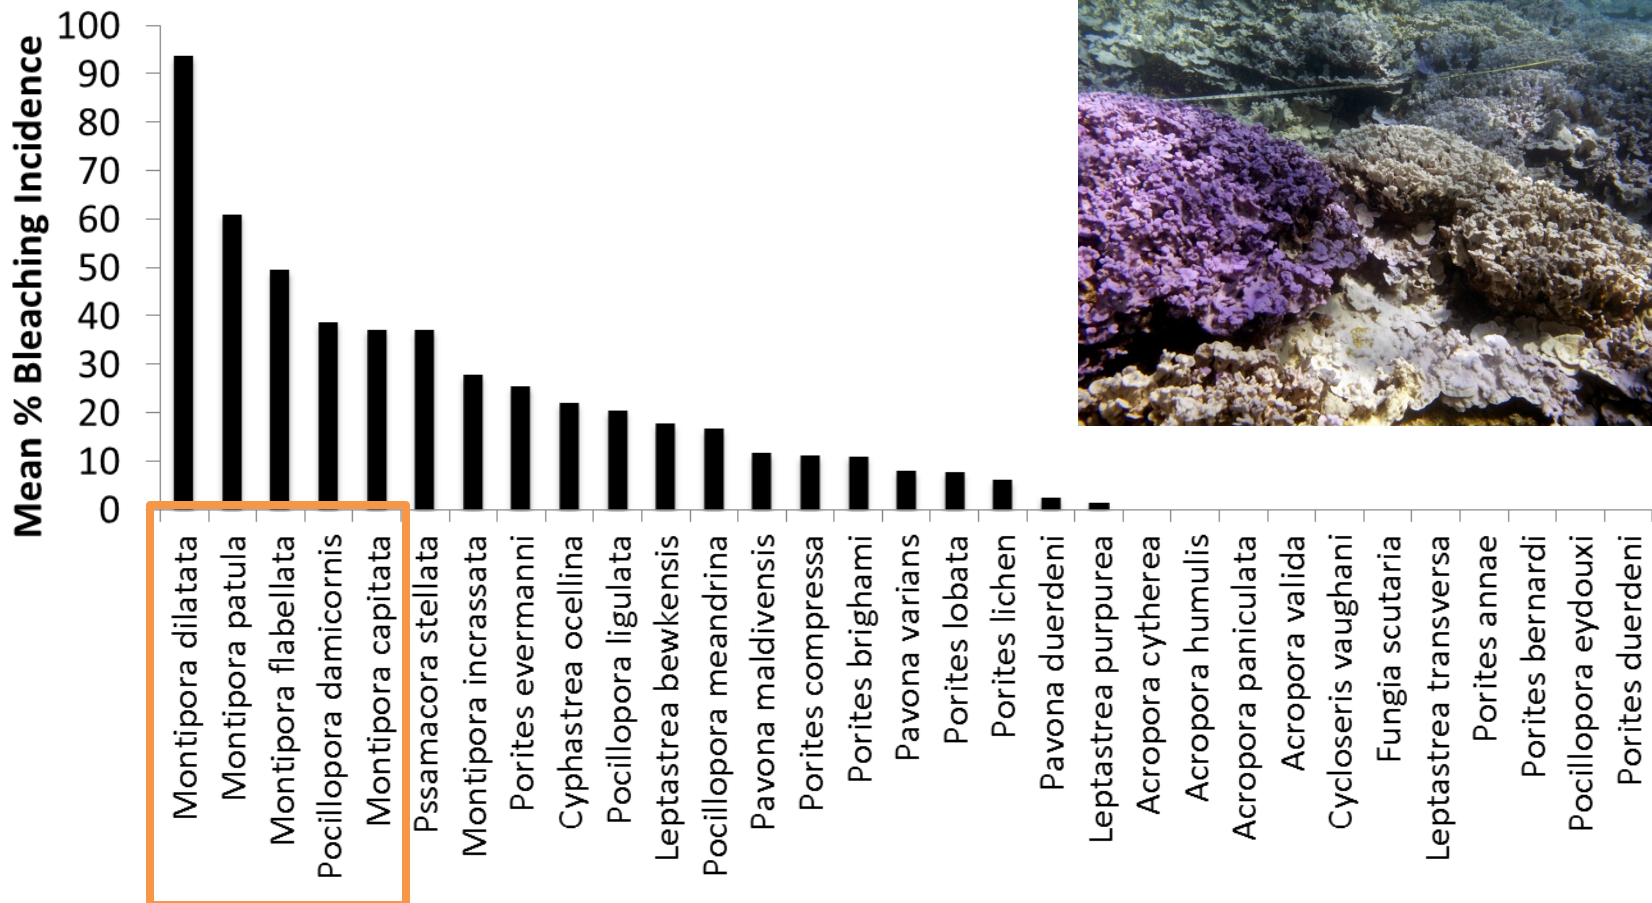 Mean % Bleaching Incidence
100
90
80
70
60
50
40
30
20
10
0
Montipora dilatata
Montipora patula
Montipora flabellata
Pocillopora damicornis
Montipora capitata
Pssamacora stellata
Montipora incrassata
Porites evermanni
Cyphastrea ocellina
Pocillopora ligulata
Leptastrea bewkensis
Pocillopora meandrina
Pavona maldivensis
Porites compressa
Porites brighami
Pavona varians
Porites lobata
Porites lichen
Pavona duerdeni
Leptastrea purpurea
Acropora cytherea
Acropora humulis
Acropora paniculata
Acropora valida
Cycloseris vaughani
Fungia scutaria
Leptastrea transversa
Porites annae
Porites bernardi
Pocillopora eydouxi
Porites duerdeni